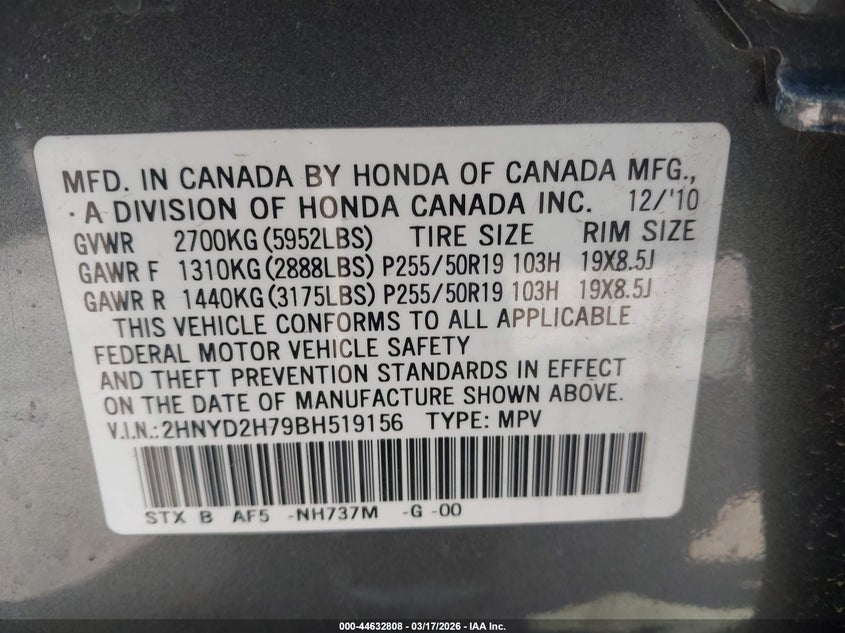 MFD. IN CANADA BY HONDA OF CANADA MFG.,
· A DIVISION OF HONDA CANADA INC. 12/'10
GVWR 2700KG (5952LBS) TIRE SIZE RIM SIZE
GAWR F 1310KG (2888LBS) P255/50R19 103H 19X8.5J
GAWR R 1440KG (3175LBS) P255/50R19 103H 19X8.5J
THIS VEHICLE CONFORMS TO ALL APPLICABLE
FEDERAL MOTOR VEHICLE SAFETY
AND THEFT PREVENTION STANDARDS IN EFFECT
ON THE DATE OF MANUFACTURE SHOWN ABOVE.
V.I.N.: 2HNYD2H79BH519156 TYPE: MPV
STX B AF5 -NH737M -G -00
000-44632808 - 03/17/2026 - IAA Inc.